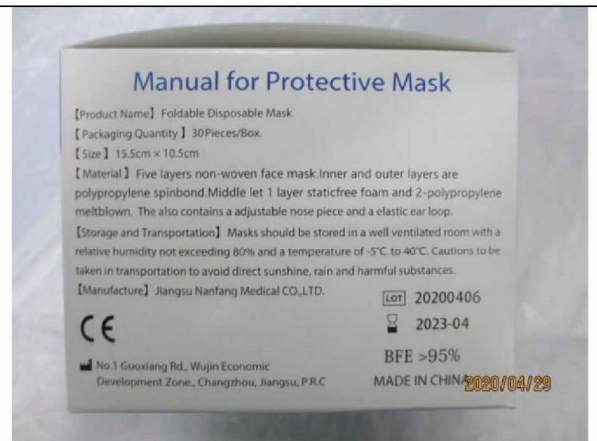 Manual for Protective Mask
【Product Name】 Foldable Disposable Mask
【 Packaging Quantity 】 30Pieces/Box.
【 Size 】 15.5cm × 10.5cm
【 Material 】 Five layers non-woven face mask.Inner and outer layers are
polypropylene spinbond.Middle let 1 layer staticfree foam and 2-polypropylene
meltblown. The also contains a adjustable nose piece and a elastic ear loop.
【Storage and Transportation】 Masks should be stored in a well ventilated room with a
relative humidity not exceeding 80% and a temperature of -5℃ to 40℃. Cautions to be
taken in transportation to avoid direct sunshine, rain and harmful substances.
【Manufacture】 Jiangsu Nanfang Medical CO.,LTD.
LOT 20200406
2023-04
CE
BFE >95%
No.1 Guoxiang Rd., Wujin Economic
Development Zone., Changzhou, Jiangsu, P.R.C
MADE IN CHINA
2020/04/29